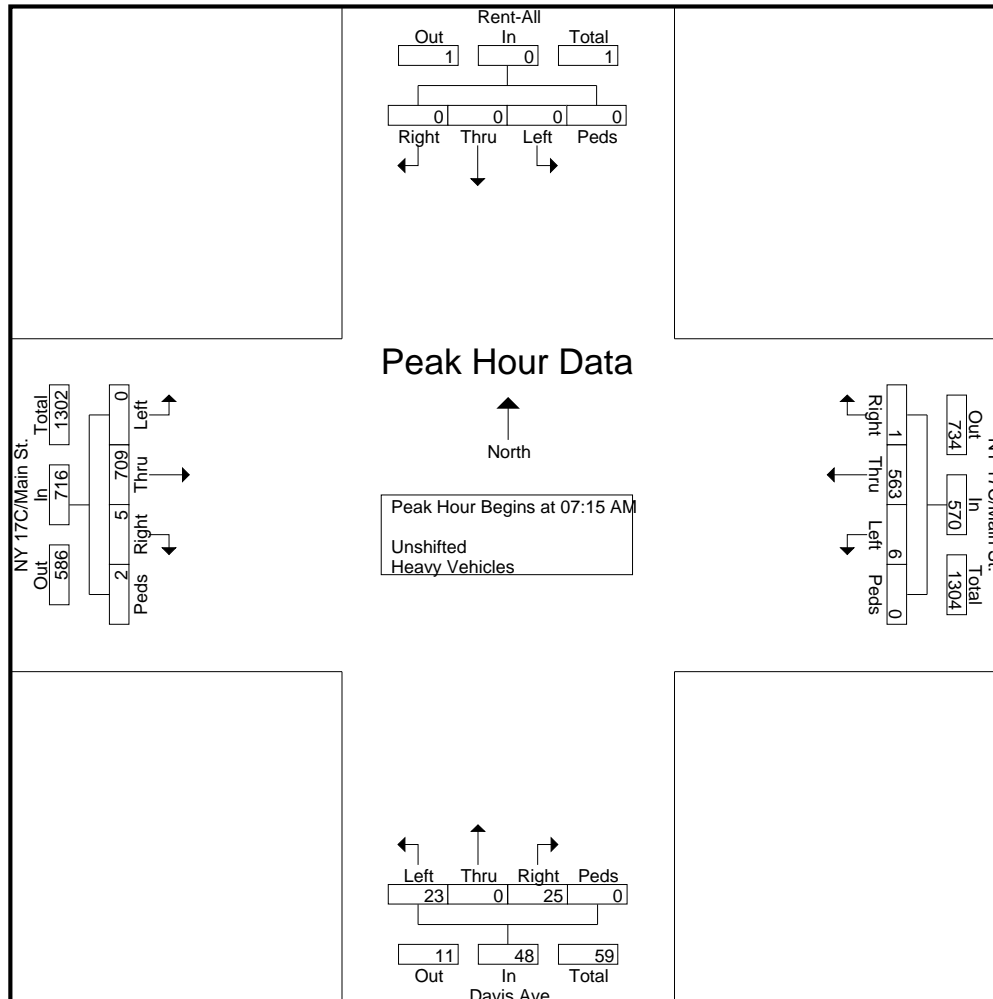 Rent-All
Out In Total
1 0 1
0 0 0 0
Right Thru Left Peds
Peak Hour Data
North
Peak Hour Begins at 07:15 AM
Unshifted
Heavy Vehicles
NY 17C/Main St.
Total In Out
1302 716 586
0 709 5 2
Left Thru Right Peds
Right Thru Left Peds
1 563 6 0
734 570 1304
Out In Total
NY 17C/Main St.
Left Thru Right Peds
23 0 25 0
11 48 59
Out In Total
Davis Ave